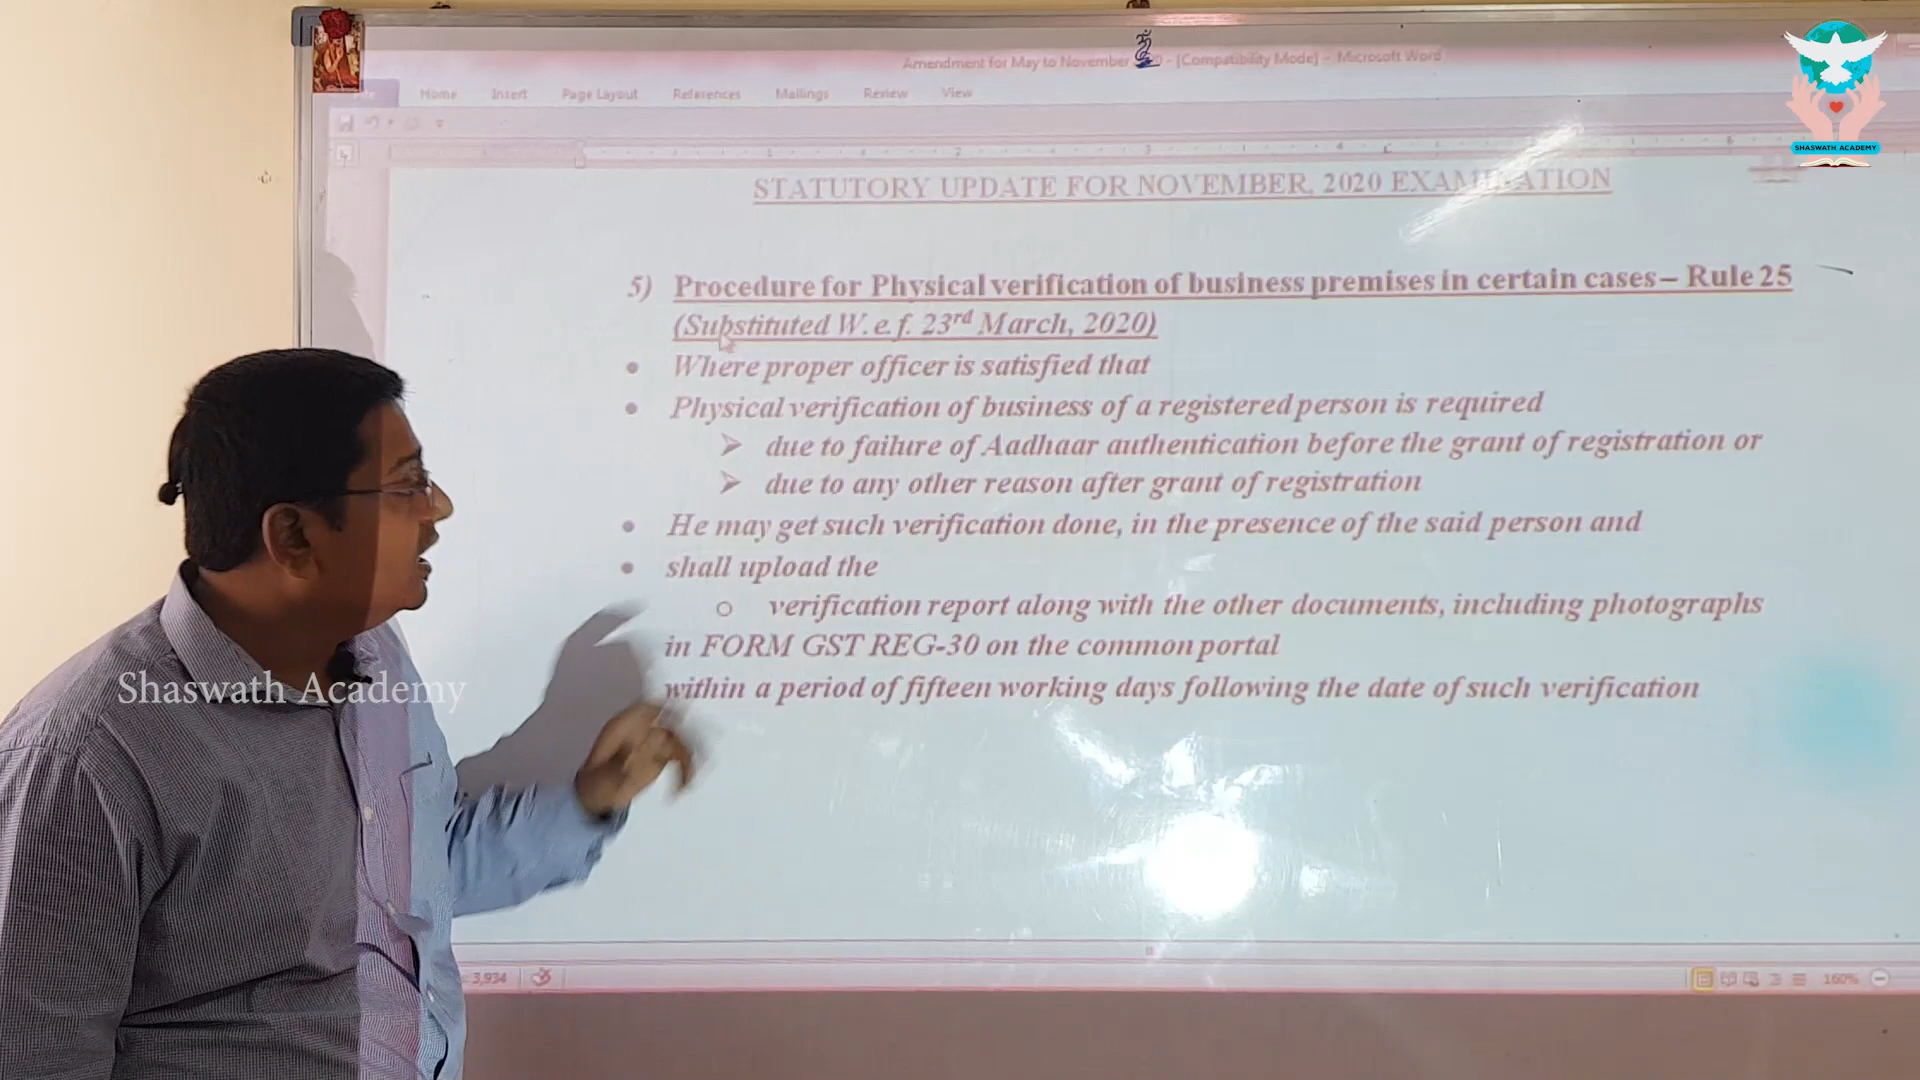 Amendment for May to November - [Compatibility Mode] - Microsoft Word
Home Insert Page Layout References Mailings Review View
SHASWATH ACADEMY
STATUTORY UPDATE FOR NOVEMBER, 2020 EXAMINATION
5) Procedure for Physical verification of business premises in certain cases – Rule 25
(Substituted W.e.f. 23rd March, 2020)
• Where proper officer is satisfied that
• Physical verification of business of a registered person is required
➢ due to failure of Aadhaar authentication before the grant of registration or
➢ due to any other reason after grant of registration
• He may get such verification done, in the presence of the said person and
• shall upload the
o verification report along with the other documents, including photographs
in FORM GST REG-30 on the common portal
within a period of fifteen working days following the date of such verification
Shaswath Academy
3,934
160%